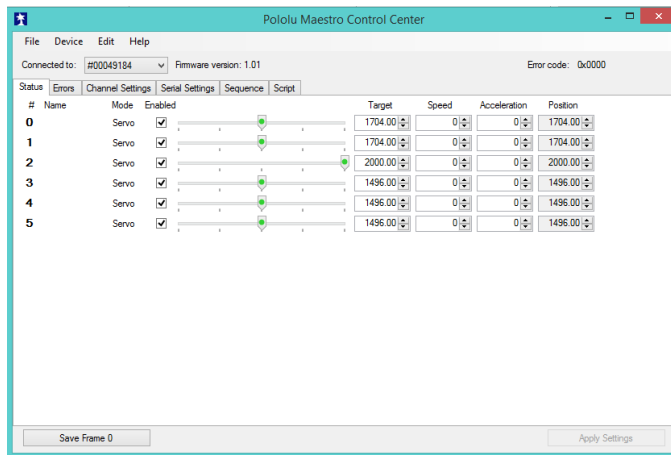 Pololu Maestro Control Center
File Device Edit Help
Connected to: #00049184 Firmware version: 1.01 Error code: 0x0000
Status Errors Channel Settings Serial Settings Sequence Script
# Name Mode Enabled Target Speed Acceleration Position
0 Servo 1704.00 0 0 1704.00
1 Servo 1704.00 0 0 1704.00
2 Servo 2000.00 0 0 2000.00
3 Servo 1496.00 0 0 1496.00
4 Servo 1496.00 0 0 1496.00
5 Servo 1496.00 0 0 1496.00
Save Frame 0 Apply Settings